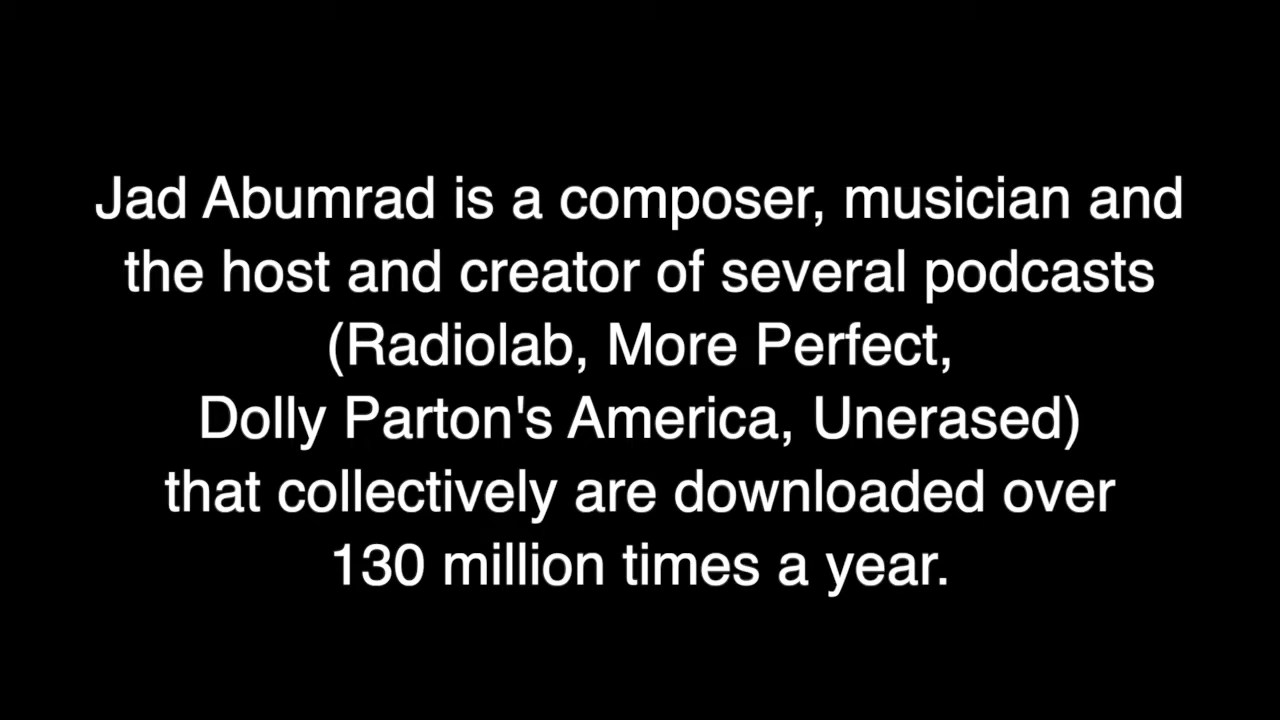 Jad Abumrad is a composer, musician and
the host and creator of several podcasts
(Radiolab, More Perfect,
Dolly Parton's America, Unerased)
that collectively are downloaded over
130 million times a year.